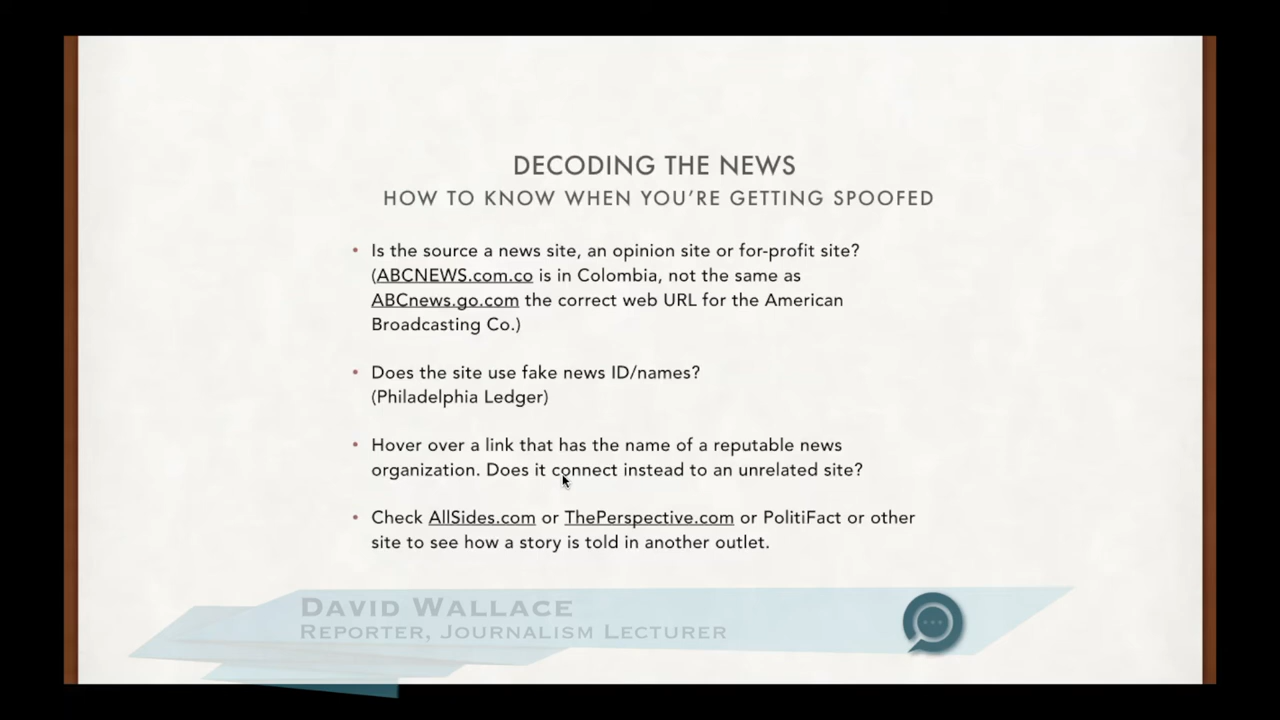 DECODING THE NEWS
HOW TO KNOW WHEN YOU'RE GETTING SPOOFED
• Is the source a news site, an opinion site or for-profit site?
(ABCNEWS.com.co is in Colombia, not the same as
ABCnews.go.com the correct web URL for the American
Broadcasting Co.)
• Does the site use fake news ID/names?
(Philadelphia Ledger)
• Hover over a link that has the name of a reputable news
organization. Does it connect instead to an unrelated site?
• Check AllSides.com or ThePerspective.com or PolitiFact or other
site to see how a story is told in another outlet.
DAVID WALLACE
REPORTER, JOURNALISM LECTURER